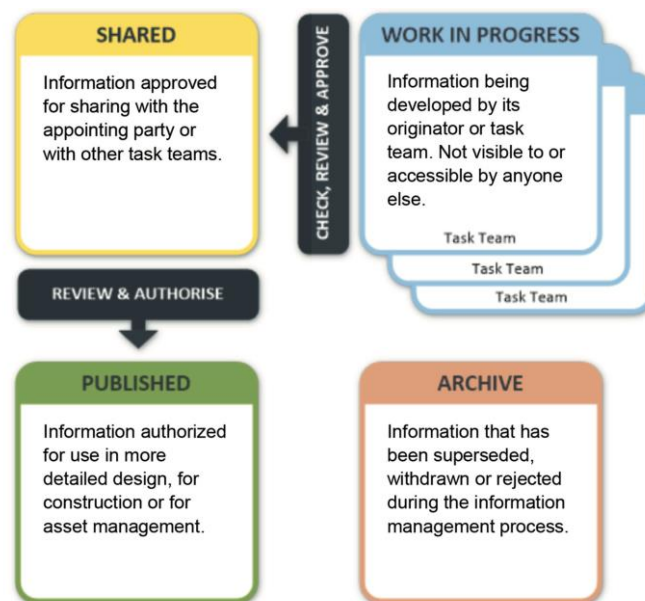 SHARED
Information approved
for sharing with the
appointing party or
with other task teams.
CHECK, REVIEW & APPROVE
WORK IN PROGRESS
Information being
developed by its
originator or task
team. Not visible to or
accessible by anyone
else.
Task Team
Task Team
Task Team
REVIEW & AUTHORISE
PUBLISHED
Information authorized
for use in more
detailed design, for
construction or for
asset management.
ARCHIVE
Information that has
been superseded,
withdrawn or rejected
during the information
management process.